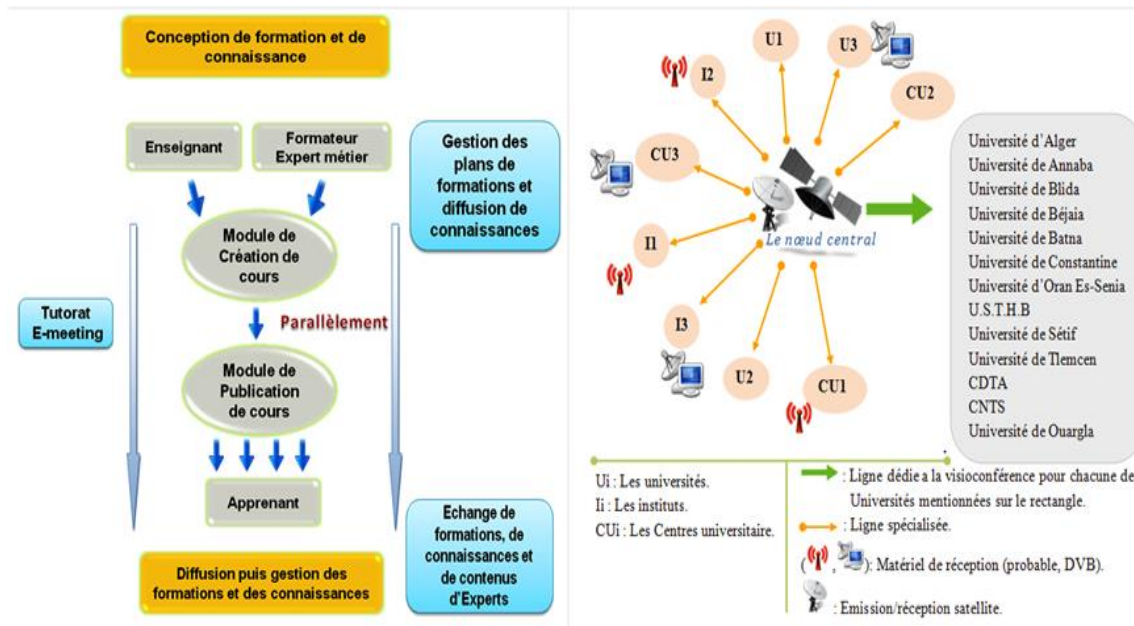 Conception de formation et de
connaissance
Enseignant
Formateur
Expert métier
Gestion des
plans de
formations et
diffusion de
connaissances
Module de
Création de
cours
Tutorat
E-meeting
Parallèlement
Module de
Publication
de cours
Apprenant
Echange de
formations, de
connaissances et
de contenus
d'Experts
Diffusion puis gestion des
formations et des connaissances
U1
U3
I2
CU2
CU3
I1
Le nœud central
I3
U2
CU1
Université d'Alger
Université de Annaba
Université de Blida
Université de Béjaia
Université de Batna
Université de Constantine
Université d'Oran Es-Senia
U.S.T.H.B
Université de Sétif
Université de Tlemcen
CDTA
CNTS
Université de Ouargla
Ui : Les universités.
Ii : Les instituts.
CUi : Les Centres universitaire.
: Ligne dédie a la visioconférence pour chacune de
Universités mentionnées sur le rectangle.
: Ligne spécialisée.
( , ): Matériel de réception (probable, DVB).
: Emission/réception satellite.